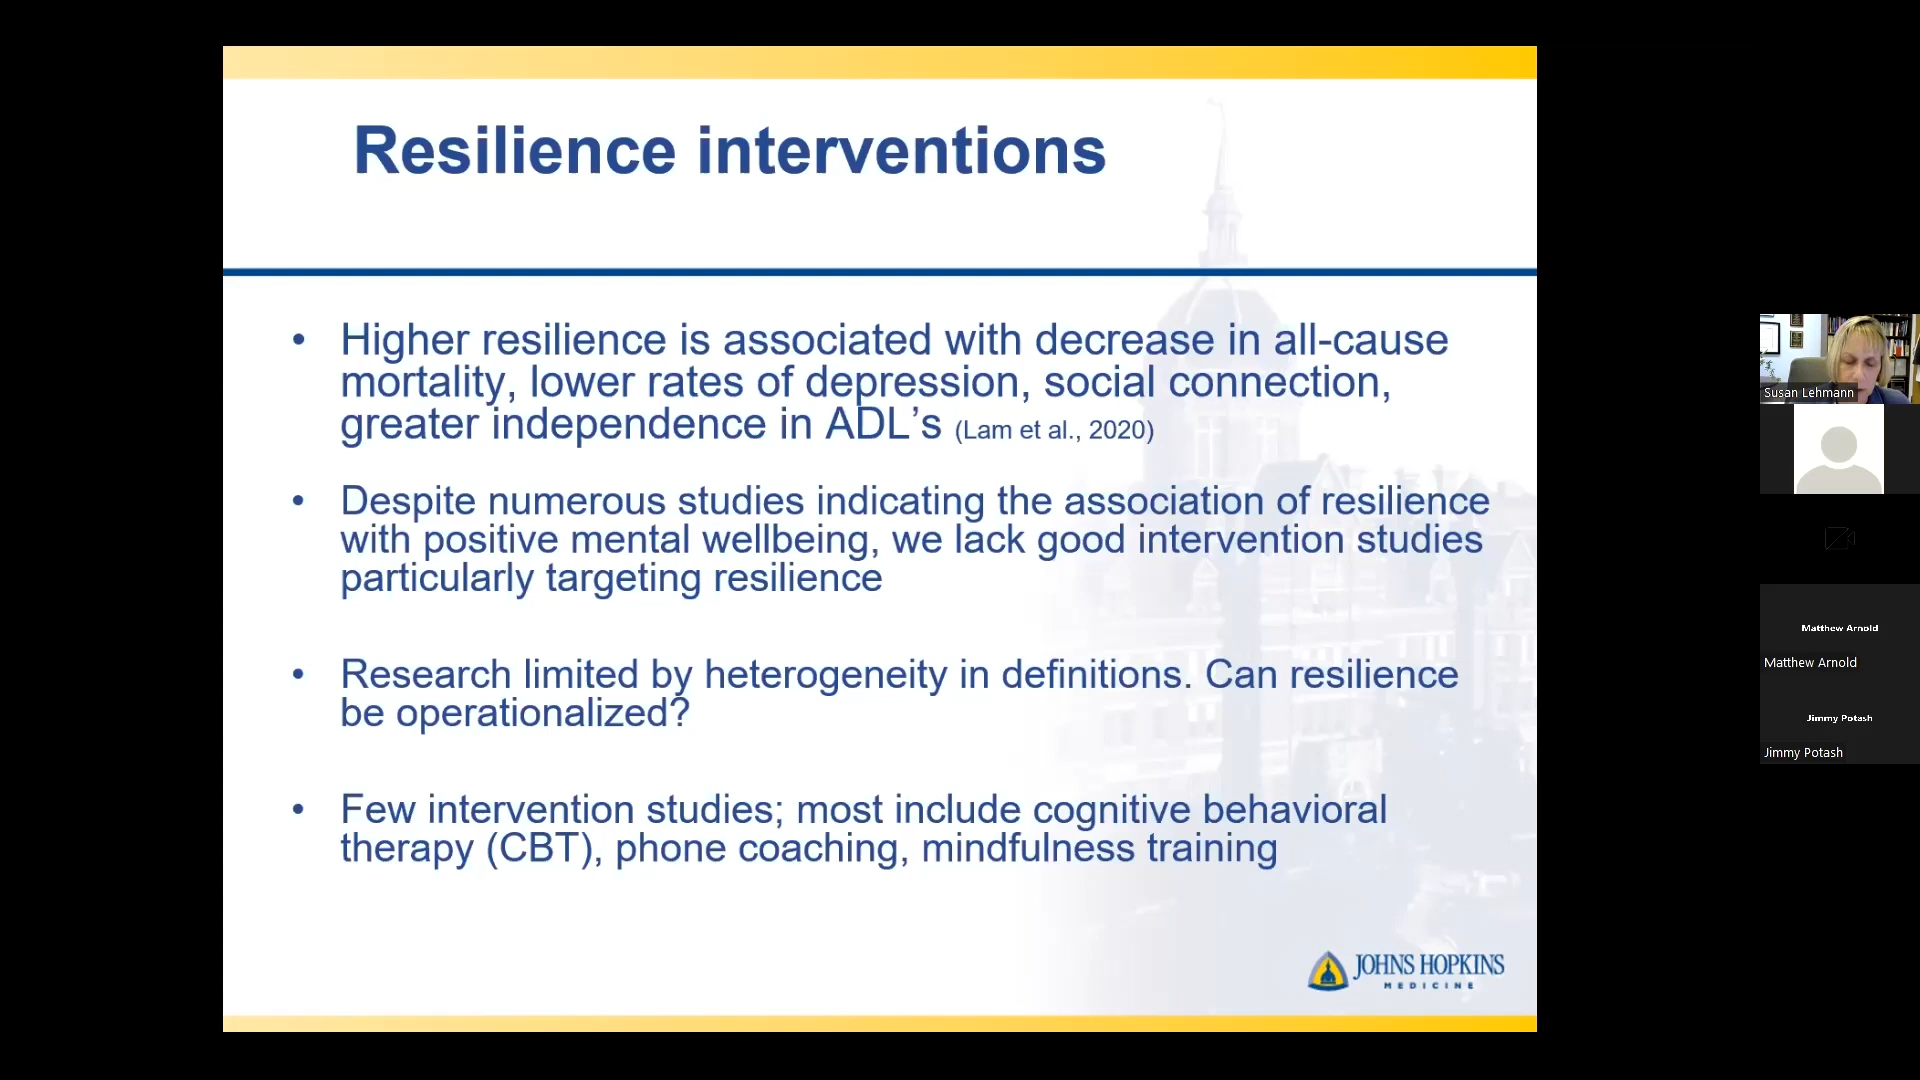 Resilience interventions
• Higher resilience is associated with decrease in all-cause
mortality, lower rates of depression, social connection,
greater independence in ADL's (Lam et al., 2020)
• Despite numerous studies indicating the association of resilience
with positive mental wellbeing, we lack good intervention studies
particularly targeting resilience
• Research limited by heterogeneity in definitions. Can resilience
be operationalized?
• Few intervention studies; most include cognitive behavioral
therapy (CBT), phone coaching, mindfulness training
JOHNS HOPKINS
MEDICINE
Susan Lehmann
Matthew Arnold
Matthew Arnold
Jimmy Potash
Jimmy Potash